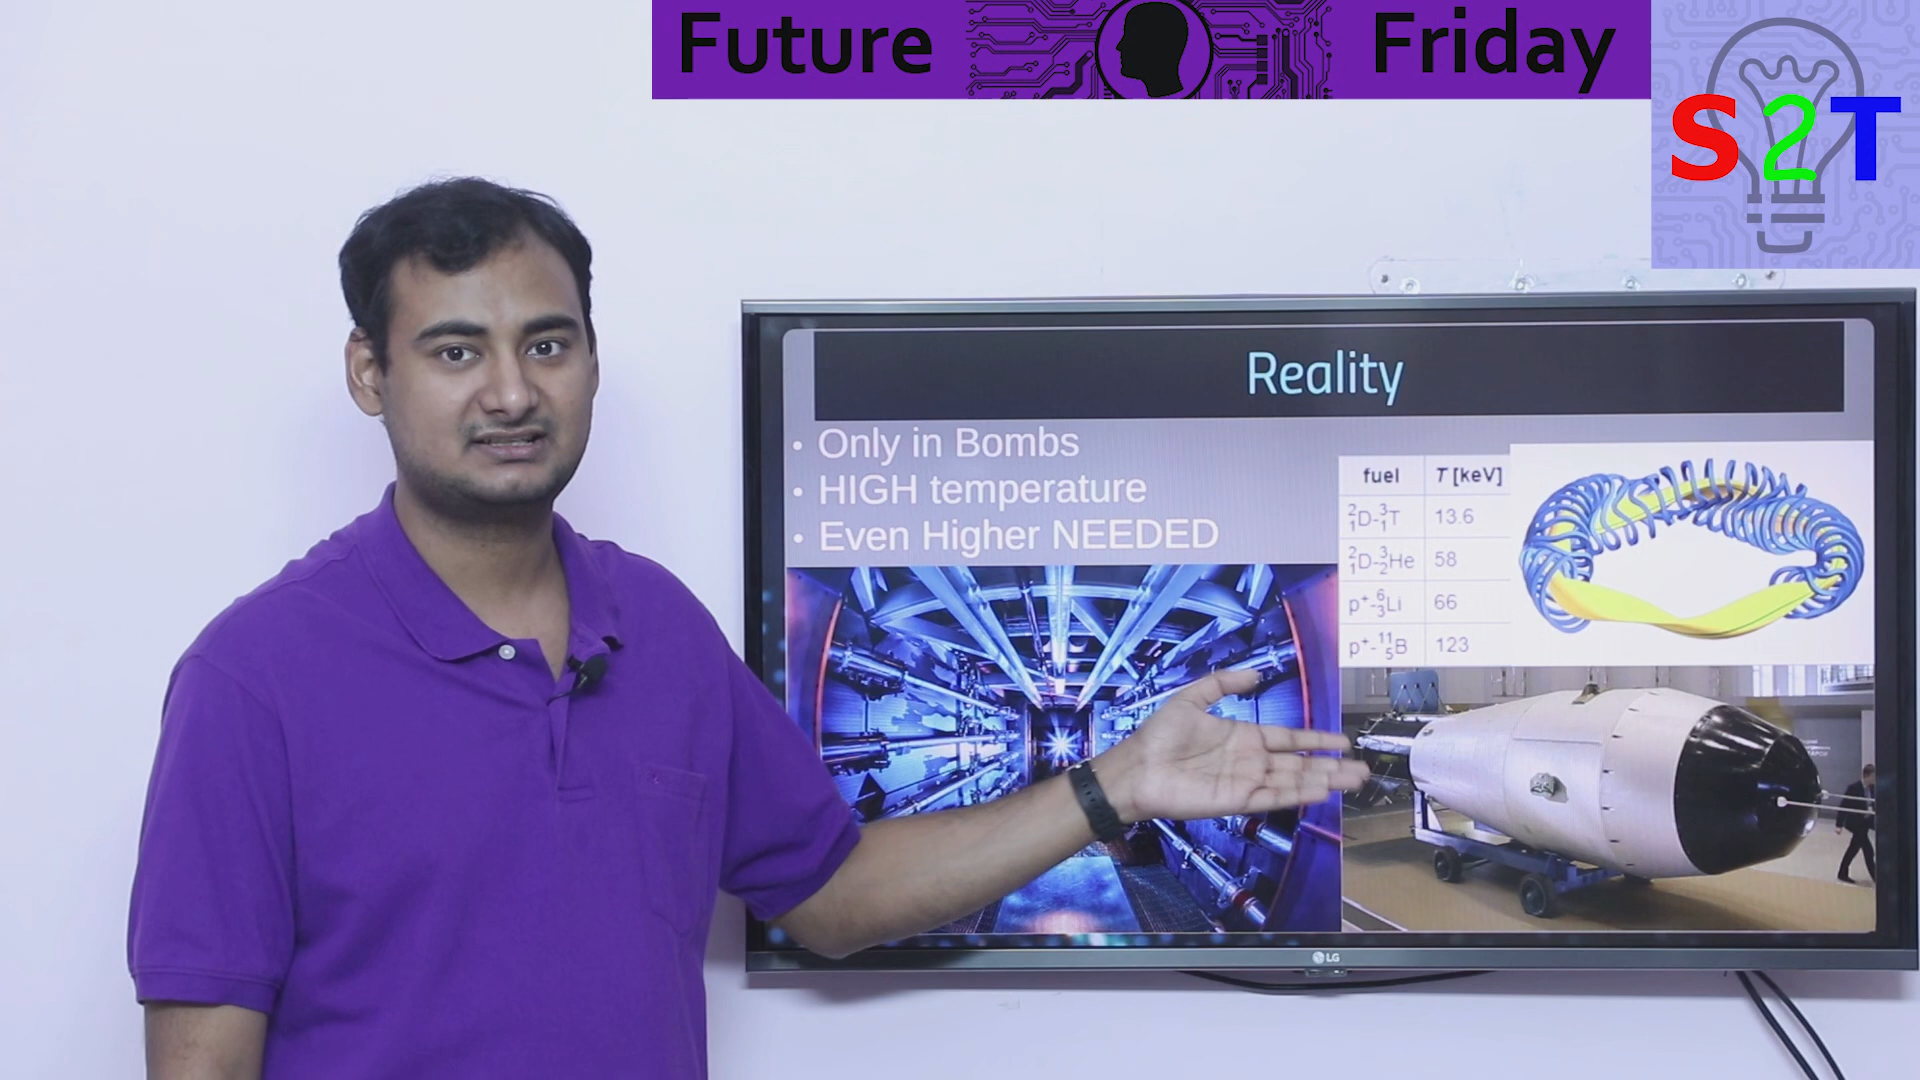 Future Friday
S2T
Reality
• Only in Bombs
• HIGH temperature
• Even Higher NEEDED
fuel T [keV]
²₁D-³₁T 13.6
²₁D-³₂He 58
p⁺-⁶₃Li 66
p⁺-¹¹₅B 123
LG